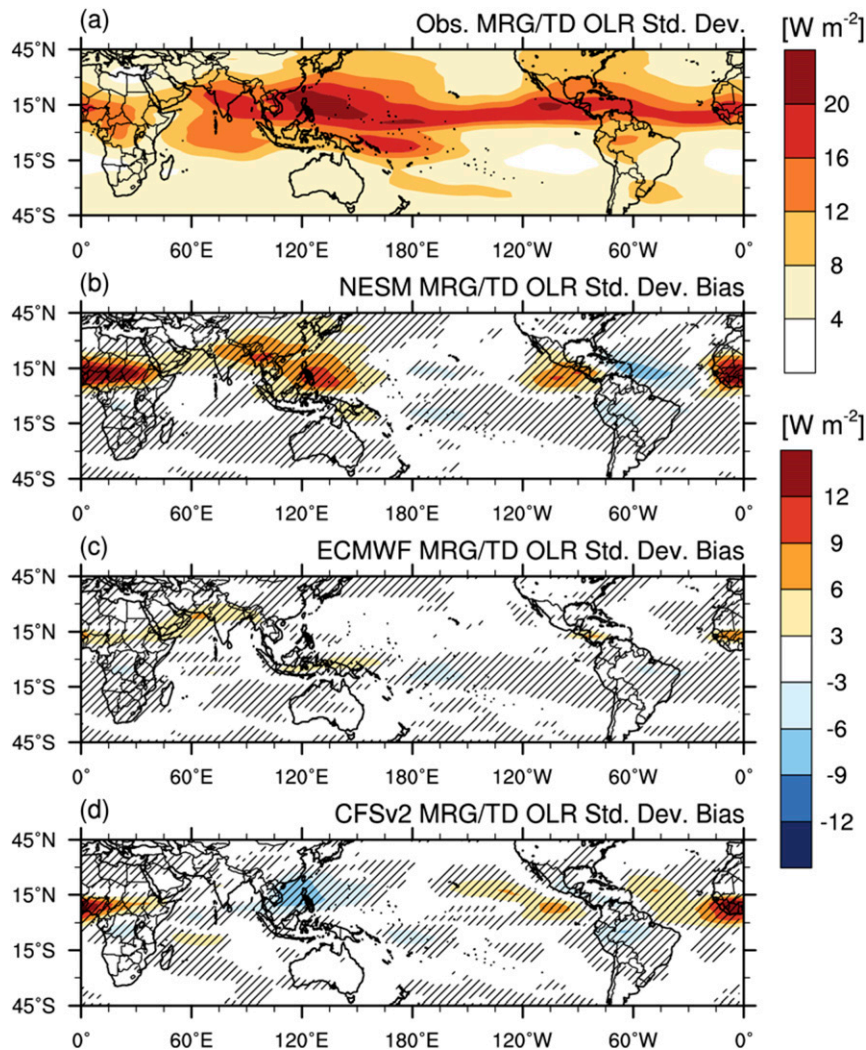 (a) Obs. MRG/TD OLR Std. Dev. [W m-2]
45°N
15°N
15°S
45°S
0° 60°E 120°E 180° 120°W 60°W 0°
20
16
12
8
4
(b) NESM MRG/TD OLR Std. Dev. Bias
45°N
15°N
15°S
45°S
0° 60°E 120°E 180° 120°W 60°W 0°
[W m-2]
12
9
6
3
-3
-6
-9
-12
(c) ECMWF MRG/TD OLR Std. Dev. Bias
45°N
15°N
15°S
45°S
0° 60°E 120°E 180° 120°W 60°W 0°
(d) CFSv2 MRG/TD OLR Std. Dev. Bias
45°N
15°N
15°S
45°S
0° 60°E 120°E 180° 120°W 60°W 0°